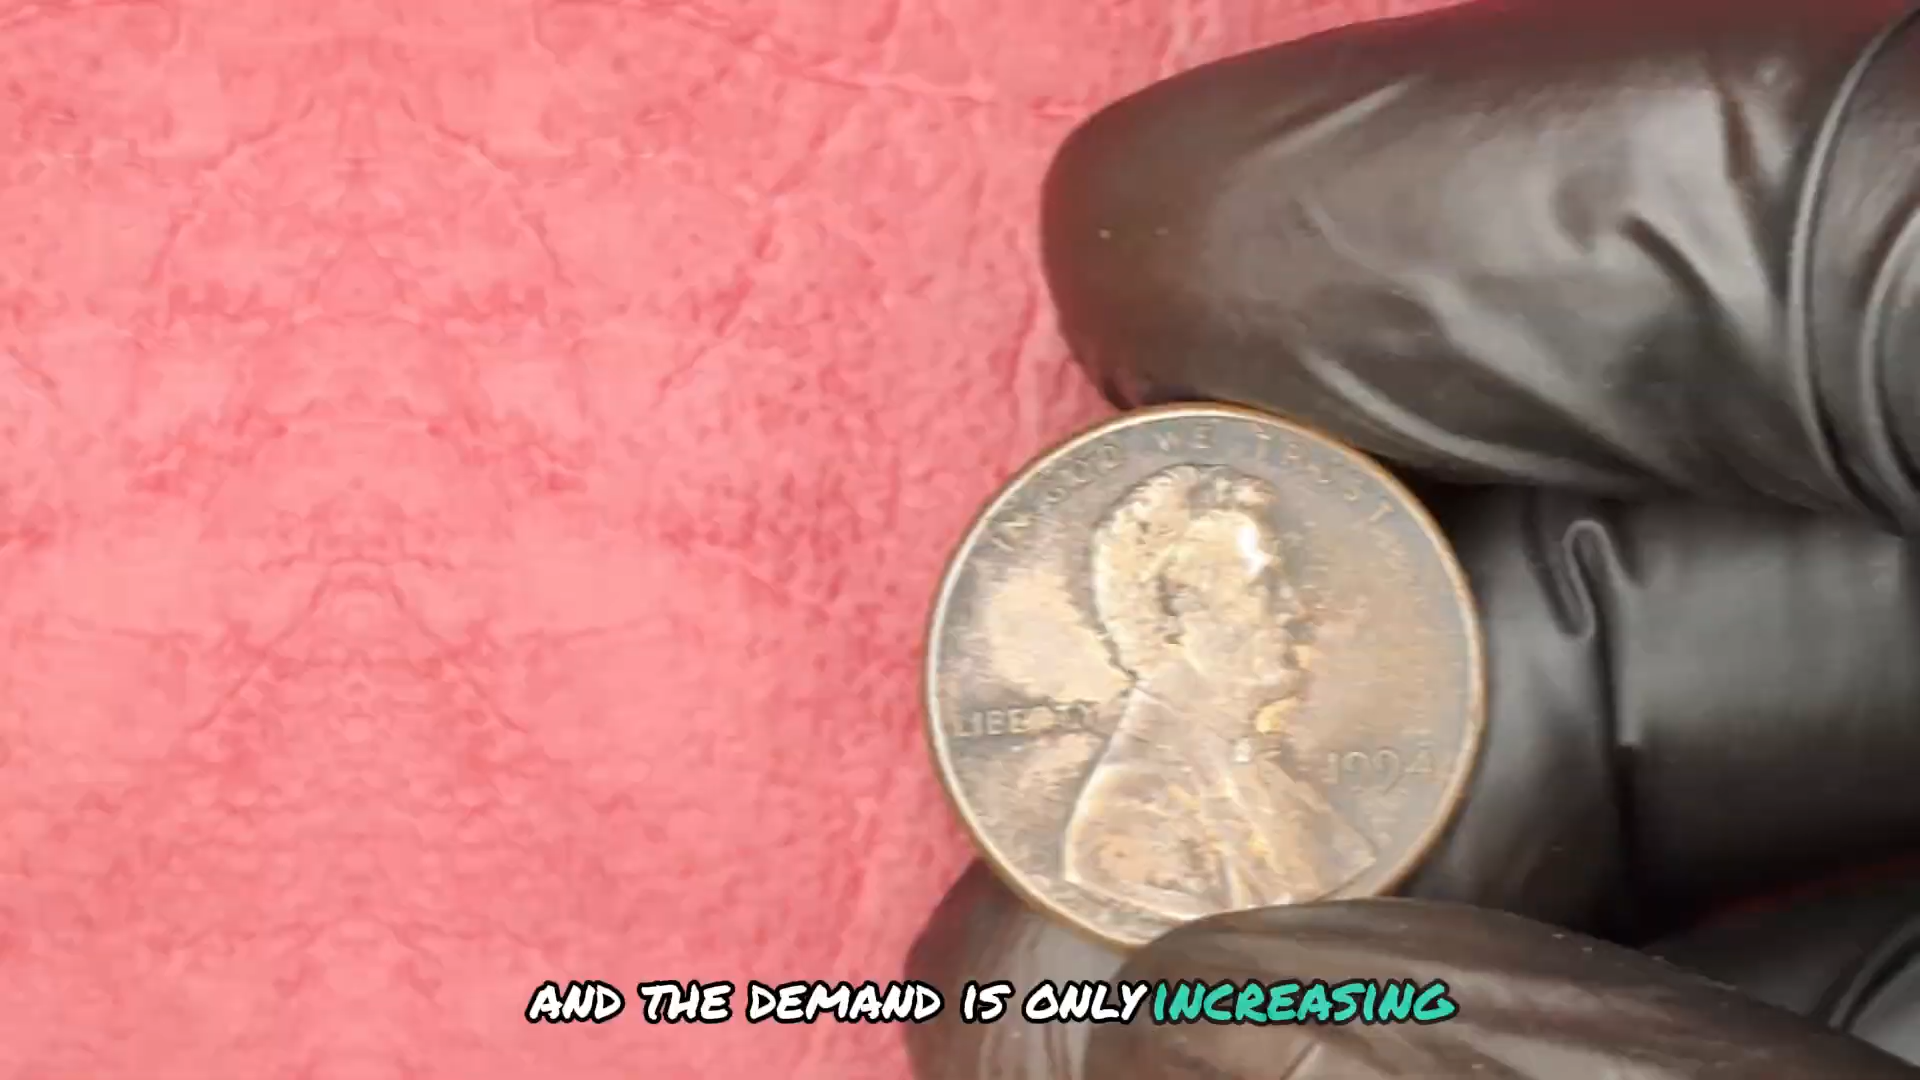 IN GOD WE TRUST
LIBERTY
1994
AND THE DEMAND IS ONLY INCREASING